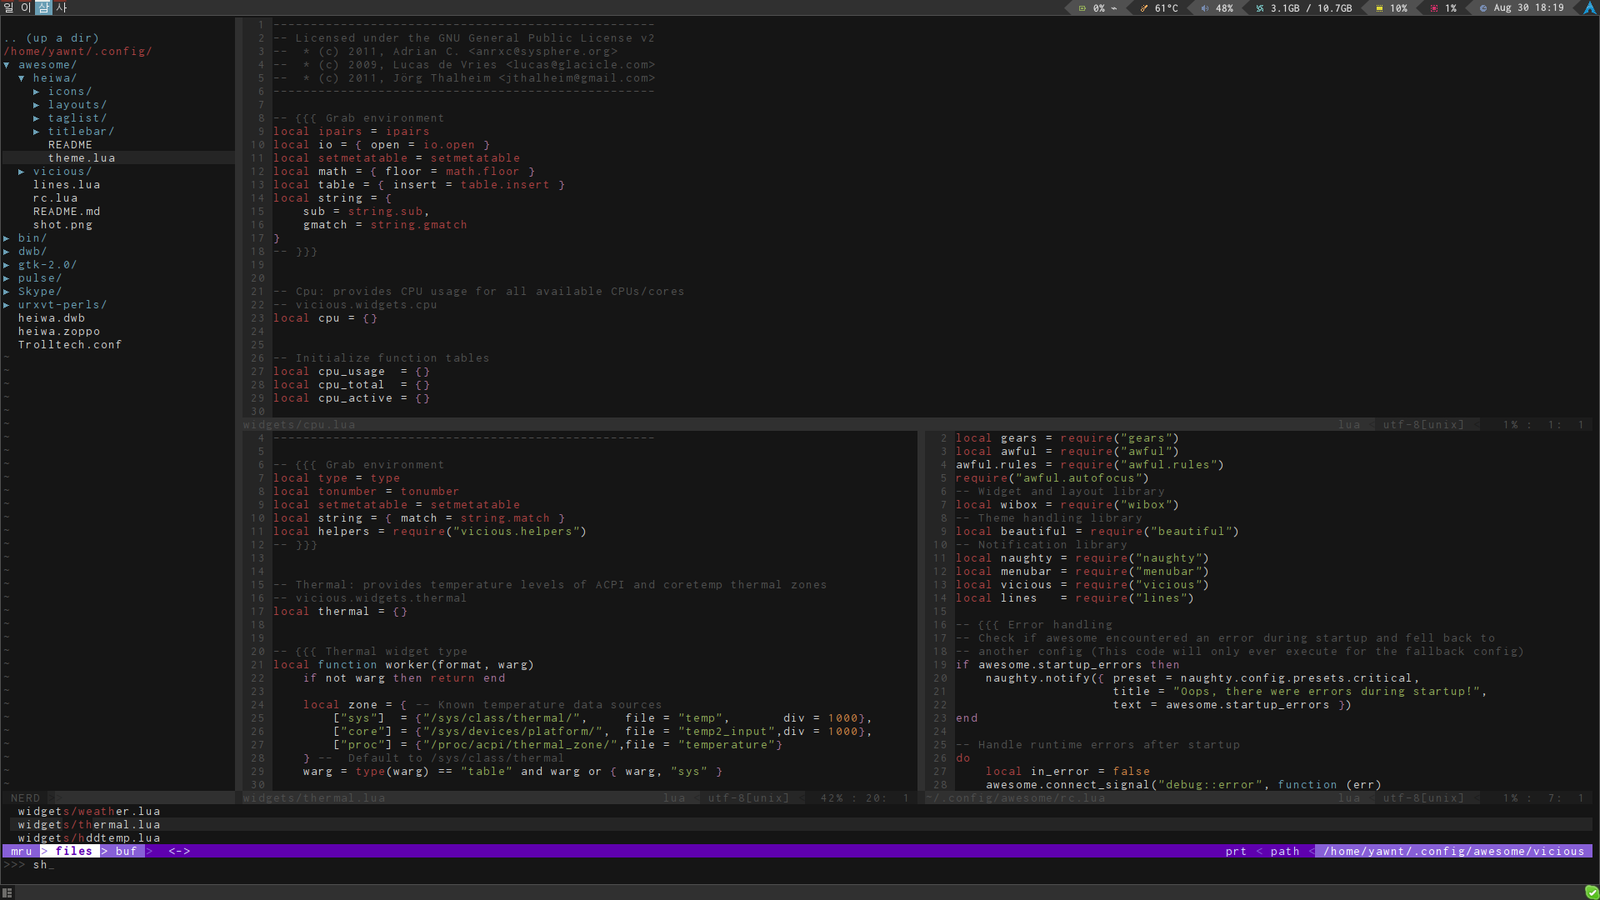 일 이 삼 사
0% 61°C 48% 3.1GB / 10.7GB 10% 1% Aug 30 18:19
.. (up a dir)
/home/yawnt/.config/
▼ awesome/
▼ heiwa/
▶ icons/
▶ layouts/
▶ taglist/
▶ titlebar/
README
theme.lua
▶ vicious/
lines.lua
rc.lua
README.md
shot.png
▶ bin/
▶ dwb/
▶ gtk-2.0/
▶ pulse/
▶ Skype/
▶ urxvt-perls/
heiwa.dwb
heiwa.zoppo
Trolltech.conf
NERD
1 ---------------------------------------------------
2 -- Licensed under the GNU General Public License v2
3 --  * (c) 2011, Adrian C. <anrxc@sysphere.org>
4 --  * (c) 2009, Lucas de Vries <lucas@glacicle.com>
5 --  * (c) 2011, Jörg Thalheim <jthalheim@gmail.com>
6 ---------------------------------------------------
7
8 -- {{{ Grab environment
9 local ipairs = ipairs
10 local io = { open = io.open }
11 local setmetatable = setmetatable
12 local math = { floor = math.floor }
13 local table = { insert = table.insert }
14 local string = {
15     sub = string.sub,
16     gmatch = string.gmatch
17 }
18 -- }}}
19
20
21 -- Cpu: provides CPU usage for all available CPUs/cores
22 -- vicious.widgets.cpu
23 local cpu = {}
24
25
26 -- Initialize function tables
27 local cpu_usage  = {}
28 local cpu_total  = {}
29 local cpu_active = {}
30
widgets/cpu.lua lua utf-8[unix] 1% : 1: 1
4 ---------------------------------------------------
5
6 -- {{{ Grab environment
7 local type = type
8 local tonumber = tonumber
9 local setmetatable = setmetatable
10 local string = { match = string.match }
11 local helpers = require("vicious.helpers")
12 -- }}}
13
14
15 -- Thermal: provides temperature levels of ACPI and coretemp thermal zones
16 -- vicious.widgets.thermal
17 local thermal = {}
18
19
20 -- {{{ Thermal widget type
21 local function worker(format, warg)
22     if not warg then return end
23
24     local zone = { -- Known temperature data sources
25         ["sys"]  = {"/sys/class/thermal/",     file = "temp",       div = 1000},
26         ["core"] = {"/sys/devices/platform/",  file = "temp2_input",div = 1000},
27         ["proc"] = {"/proc/acpi/thermal_zone/",file = "temperature"}
28     } --  Default to /sys/class/thermal
29     warg = type(warg) == "table" and warg or { warg, "sys" }
30
widgets/thermal.lua lua utf-8[unix] 42% : 20: 1
2 local gears = require("gears")
3 local awful = require("awful")
4 awful.rules = require("awful.rules")
5 require("awful.autofocus")
6 -- Widget and layout library
7 local wibox = require("wibox")
8 -- Theme handling library
9 local beautiful = require("beautiful")
10 -- Notification library
11 local naughty = require("naughty")
12 local menubar = require("menubar")
13 local vicious = require("vicious")
14 local lines   = require("lines")
15
16 -- {{{ Error handling
17 -- Check if awesome encountered an error during startup and fell back to
18 -- another config (This code will only ever execute for the fallback config)
19 if awesome.startup_errors then
20     naughty.notify({ preset = naughty.config.presets.critical,
21                      title = "Oops, there were errors during startup!",
22                      text = awesome.startup_errors })
23 end
24
25 -- Handle runtime errors after startup
26 do
27     local in_error = false
28     awesome.connect_signal("debug::error", function (err)
~/.config/awesome/rc.lua lua utf-8[unix] 1% : 7: 1
widgets/weather.lua
widgets/thermal.lua
widgets/hddtemp.lua
mru > files > buf > <-> prt < path < /home/yawnt/.config/awesome/vicious
>>> sh_